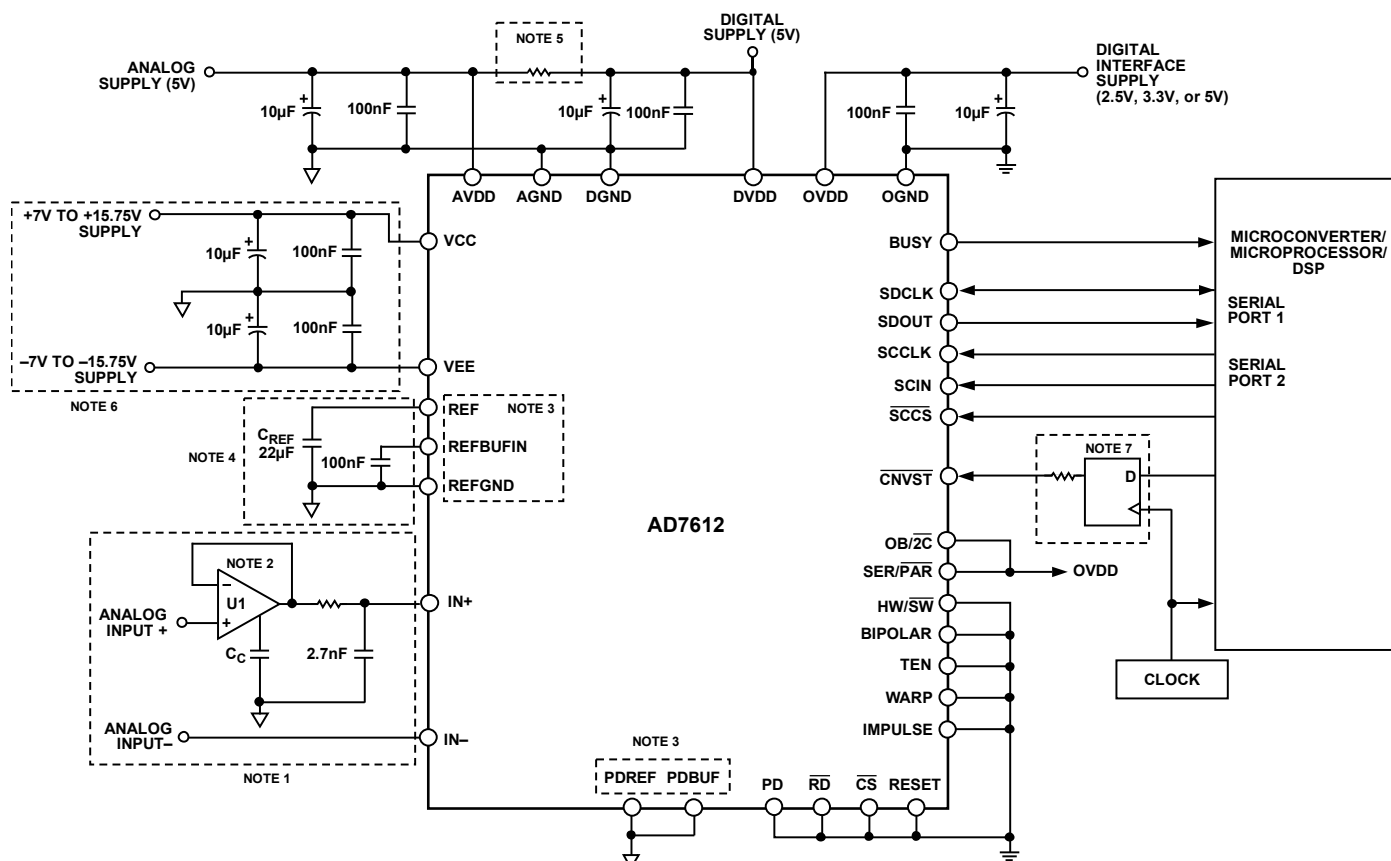 DIGITAL
SUPPLY (5V)
NOTE 5
ANALOG
SUPPLY (5V)
DIGITAL
INTERFACE
SUPPLY
(2.5V, 3.3V, or 5V)
+
10µF
100nF
+
10µF
100nF
100nF
+
10µF
AVDD
AGND
DGND
DVDD
OVDD
OGND
+7V TO +15.75V
SUPPLY
+
10µF
100nF
+
10µF
100nF
–7V TO –15.75V
SUPPLY
NOTE 6
VCC
VEE
REF
NOTE 3
REFBUFIN
REFGND
CREF
22µF
100nF
NOTE 4
AD7612
BUSY
SDCLK
SDOUT
SCCLK
SCIN
SCCS
CNVST
OB/2C
SER/PAR
OVDD
HW/SW
BIPOLAR
TEN
WARP
IMPULSE
MICROCONVERTER/
MICROPROCESSOR/
DSP
SERIAL
PORT 1
SERIAL
PORT 2
NOTE 7
D
CLOCK
NOTE 2
–
U1
+
ANALOG
INPUT +
CC
2.7nF
IN+
ANALOG
INPUT–
IN–
NOTE 1
NOTE 3
PDREF PDBUF
PD
RD
CS
RESET